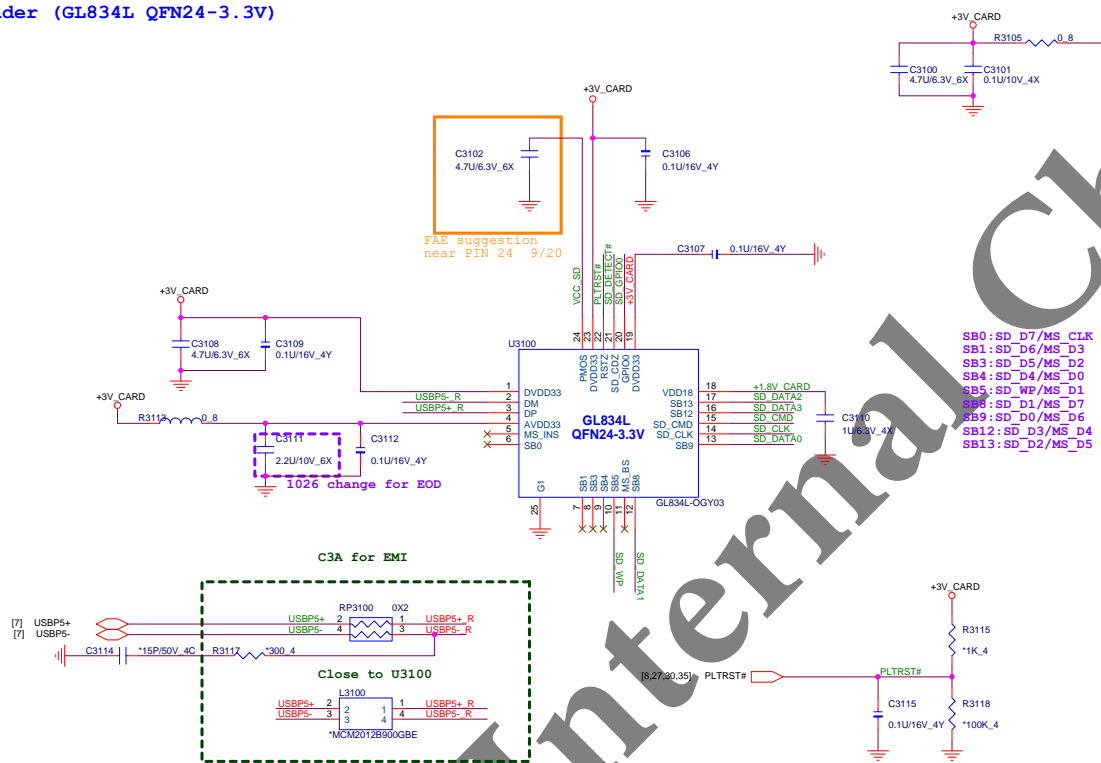 der (GL834L QFN24-3.3V)
+3V_CARD
R3105
0_8
C3100
4.7U/6.3V_6X
C3101
0.1U/10V_4X
+3V_CARD
C3102
4.7U/6.3V_6X
C3106
0.1U/16V_4Y
FAE suggestion
near PIN 24 9/20
C3107
0.1U/16V_4Y
VCC_SD
PLTRST#
SD_DETECT#
SD_GPIO0
+3V_CARD
24
23
22
21
20
19
+3V_CARD
C3108
4.7U/6.3V_6X
C3109
0.1U/16V_4Y
+3V_CARD
R3113
0_8
C3111
2.2U/10V_6X
C3112
0.1U/16V_4Y
1026 change for EOD
U3100
PMOS
DVDD33
RSTZ
SD_CDZ
GPIO0
DVDD33
USBP5-_R
USBP5+_R
1
2
3
4
5
6
DVDD33
DM
DP
AVDD33
MS_INS
SB0
GL834L
QFN24-3.3V
VDD18
SB13
SB12
SD_CMD
SD_CLK
SB9
18
17
16
15
14
13
+1.8V_CARD
SD_DATA2
SD_DATA3
SD_CMD
SD_CLK
SD_DATA0
C3110
1U/6.3V_4X
G1
SB1
SB3
SB4
SB5
MS_BS
SB8
GL834L-OGY03
25
7
8
9
10
11
12
SD_WP
SD_DATA1
SB0:SD_D7/MS_CLK
SB1:SD_D6/MS_D3
SB3:SD_D5/MS_D2
SB4:SD_D4/MS_D0
SB5:SD_WP/MS_D1
SB8:SD_D1/MS_D7
SB9:SD_D0/MS_D6
SB12:SD_D3/MS_D4
SB13:SD_D2/MS_D5
Internal Ch
C3A for EMI
[7] USBP5+
[7] USBP5-
RP3100
0X2
USBP5+ 2 1 USBP5+_R
USBP5- 4 3 USBP5-_R
C3114
*15P/50V_4C
R3117
*300_4
Close to U3100
L3100
USBP5+ 2 2 1 1 USBP5+_R
USBP5- 3 3 4 4 USBP5-_R
*MCM2012B900GBE
+3V_CARD
R3115
*1K_4
[8,27,30,35] PLTRST#
PLTRST#
C3115
0.1U/16V_4Y
R3118
*100K_4